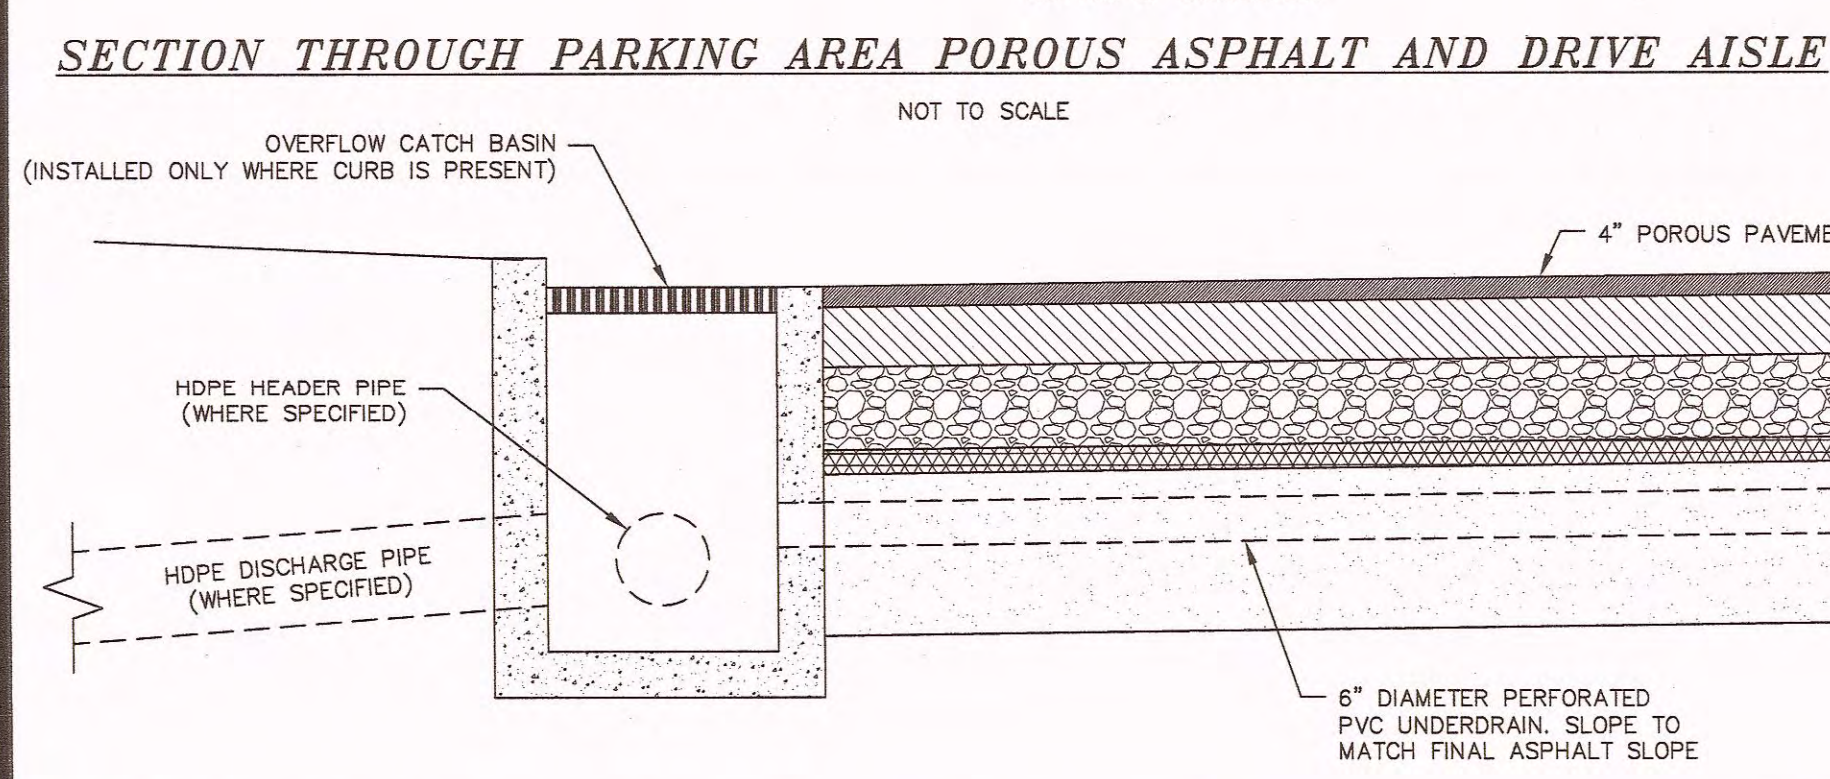 SECTION THROUGH PARKING AREA POROUS ASPHALT AND DRIVE AISLE
NOT TO SCALE
OVERFLOW CATCH BASIN
(INSTALLED ONLY WHERE CURB IS PRESENT)
4" POROUS PAVEME
HDPE HEADER PIPE
(WHERE SPECIFIED)
HDPE DISCHARGE PIPE
(WHERE SPECIFIED)
6" DIAMETER PERFORATED
PVC UNDERDRAIN. SLOPE TO
MATCH FINAL ASPHALT SLOPE